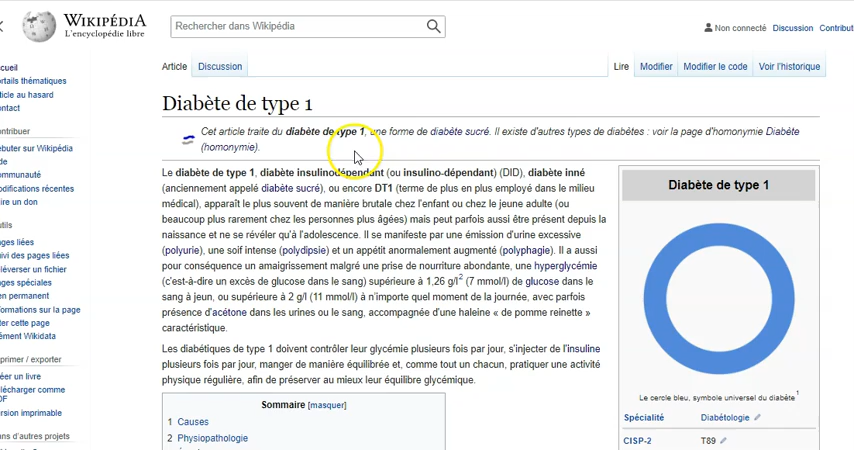 WIKIPÉDIA
L'encyclopédie libre
Rechercher dans Wikipédia
Non connecté Discussion Contribut
Article Discussion
Lire Modifier Modifier le code Voir l'historique
Diabète de type 1
Cet article traite du diabète de type 1, une forme de diabète sucré. Il existe d'autres types de diabètes : voir la page d'homonymie Diabète
(homonymie).
Le diabète de type 1, diabète insulinodépendant (ou insulino-dépendant) (DID), diabète inné
(anciennement appelé diabète sucré), ou encore DT1 (terme de plus en plus employé dans le milieu
médical), apparaît le plus souvent de manière brutale chez l'enfant ou chez le jeune adulte (ou
beaucoup plus rarement chez les personnes plus âgées) mais peut parfois aussi être présent depuis la
naissance et ne se révéler qu'à l'adolescence. Il se manifeste par une émission d'urine excessive
(polyurie), une soif intense (polydipsie) et un appétit anormalement augmenté (polyphagie). Il a aussi
pour conséquence un amaigrissement malgré une prise de nourriture abondante, une hyperglycémie
(c'est-à-dire un excès de glucose dans le sang) supérieure à 1,26 g/l² (7 mmol/l) de glucose dans le
sang à jeun, ou supérieure à 2 g/l (11 mmol/l) à n'importe quel moment de la journée, avec parfois
présence d'acétone dans les urines ou le sang, accompagnée d'une haleine « de pomme reinette »
caractéristique.
Les diabétiques de type 1 doivent contrôler leur glycémie plusieurs fois par jour, s'injecter de l'insuline
plusieurs fois par jour, manger de manière équilibrée et, comme tout un chacun, pratiquer une activité
physique régulière, afin de préserver au mieux leur équilibre glycémique.
Sommaire [masquer]
1 Causes
2 Physiopathologie
Diabète de type 1
Le cercle bleu, symbole universel du diabète 1
Spécialité Diabétologie
CISP-2 T89
cueil
ortails thématiques
rticle au hasard
ontact
ontribuer
ébuter sur Wikipédia
de
ommunauté
odifications récentes
ire un don
utils
ages liées
uivi des pages liées
éléverser un fichier
ages spéciales
en permanent
formations sur la page
ter cette page
ément Wikidata
primer / exporter
éer un livre
élécharger comme
DF
ersion imprimable
ans d'autres projets